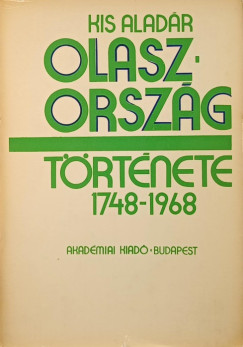 KIS ALADÁR
OLASZ-
ORSZÁG
TÖRTÉNETE
1748-1968
AKADÉMIAI KIADÓ · BUDAPEST